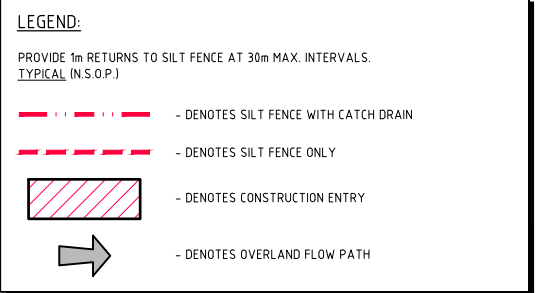 LEGEND:
PROVIDE 1m RETURNS TO SILT FENCE AT 30m MAX. INTERVALS.
TYPICAL (N.S.O.P.)
- DENOTES SILT FENCE WITH CATCH DRAIN
- DENOTES SILT FENCE ONLY
- DENOTES CONSTRUCTION ENTRY
- DENOTES OVERLAND FLOW PATH